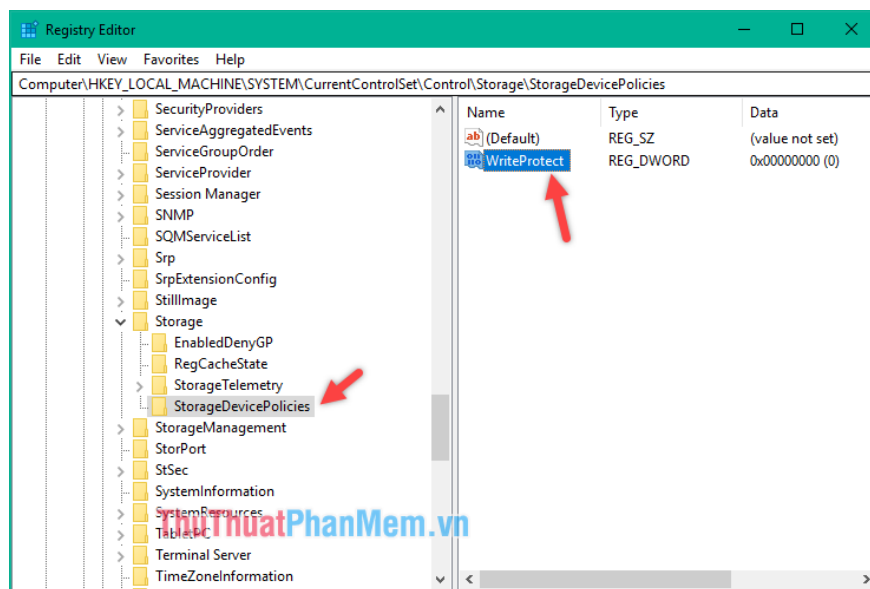 Registry Editor
File Edit View Favorites Help
Computer\HKEY_LOCAL_MACHINE\SYSTEM\CurrentControlSet\Control\Storage\StorageDevicePolicies
SecurityProviders
ServiceAggregatedEvents
ServiceGroupOrder
ServiceProvider
Session Manager
SNMP
SQMServiceList
Srp
SrpExtensionConfig
StillImage
Storage
EnabledDenyGP
RegCacheState
StorageTelemetry
StorageDevicePolicies
StorageManagement
StorPort
StSec
SystemInformation
SystemResources
TabletPC
Terminal Server
TimeZoneInformation
ThuThuatPhanMem.vn
Name Type Data
ab (Default) REG_SZ (value not set)
WriteProtect REG_DWORD 0x00000000 (0)